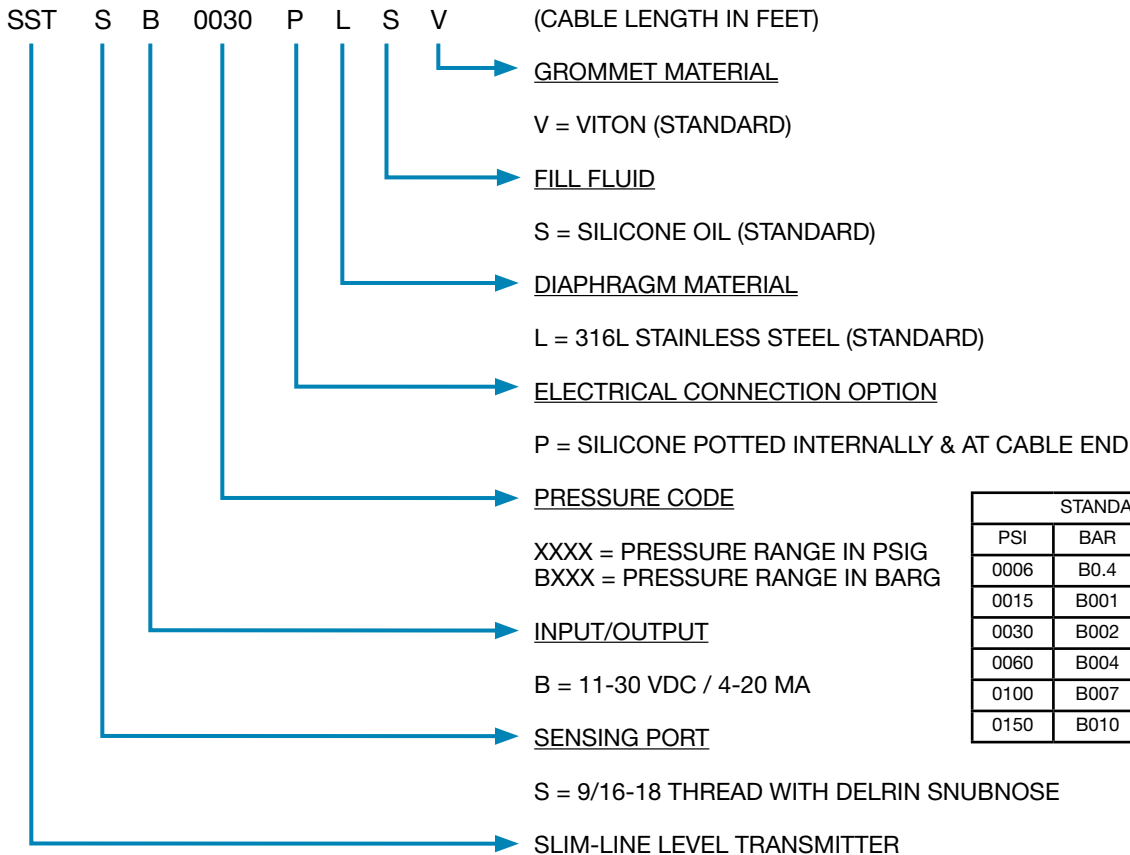 SST S B 0030 P L S V (CABLE LENGTH IN FEET)
GROMMET MATERIAL
V = VITON (STANDARD)
FILL FLUID
S = SILICONE OIL (STANDARD)
DIAPHRAGM MATERIAL
L = 316L STAINLESS STEEL (STANDARD)
ELECTRICAL CONNECTION OPTION
P = SILICONE POTTED INTERNALLY & AT CABLE END
PRESSURE CODE
XXXX = PRESSURE RANGE IN PSIG
BXXX = PRESSURE RANGE IN BARG
STANDA
PSI BAR
0006 B0.4
0015 B001
0030 B002
0060 B004
0100 B007
0150 B010
INPUT/OUTPUT
B = 11-30 VDC / 4-20 MA
SENSING PORT
S = 9/16-18 THREAD WITH DELRIN SNUBNOSE
SLIM-LINE LEVEL TRANSMITTER